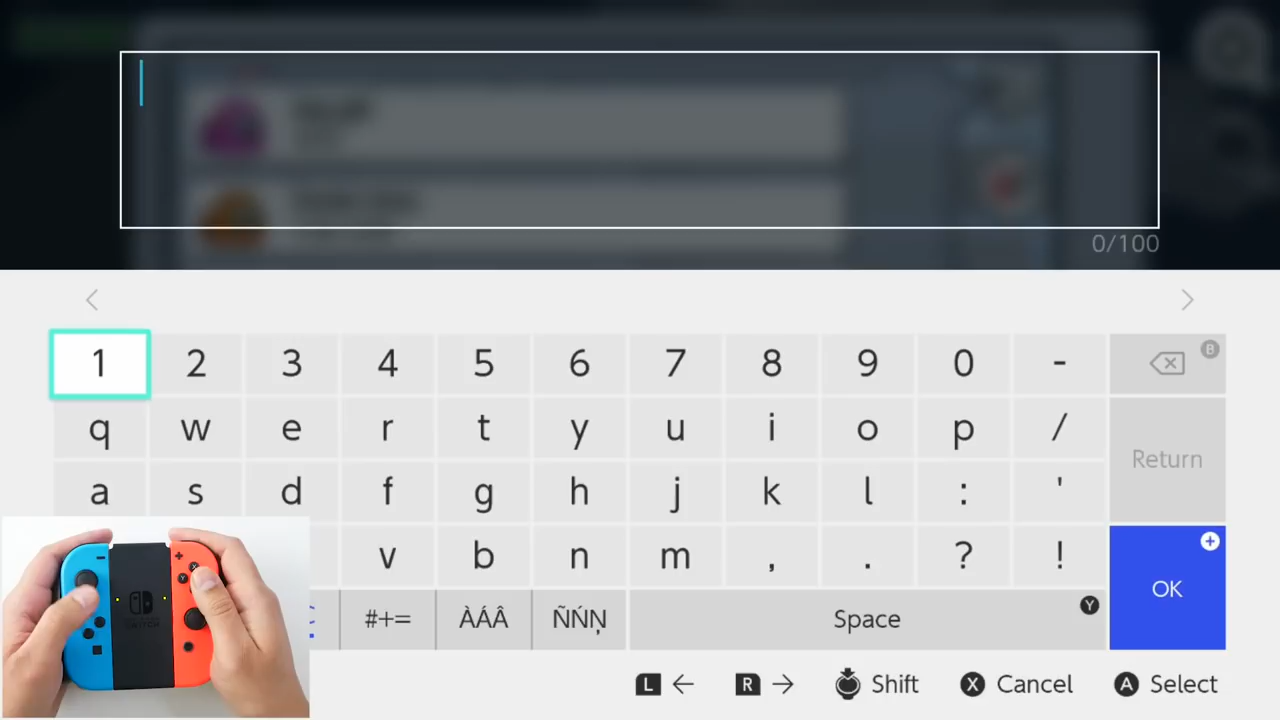 0/100
1 2 3 4 5 6 7 8 9 0 - B
q w e r t y u i o p /
a s d f g h j k l : ' Return
v b n m , . ? ! +
#+= ÀÁÂ ÑŃŅ Space Y OK
L ← R → Shift X Cancel A Select